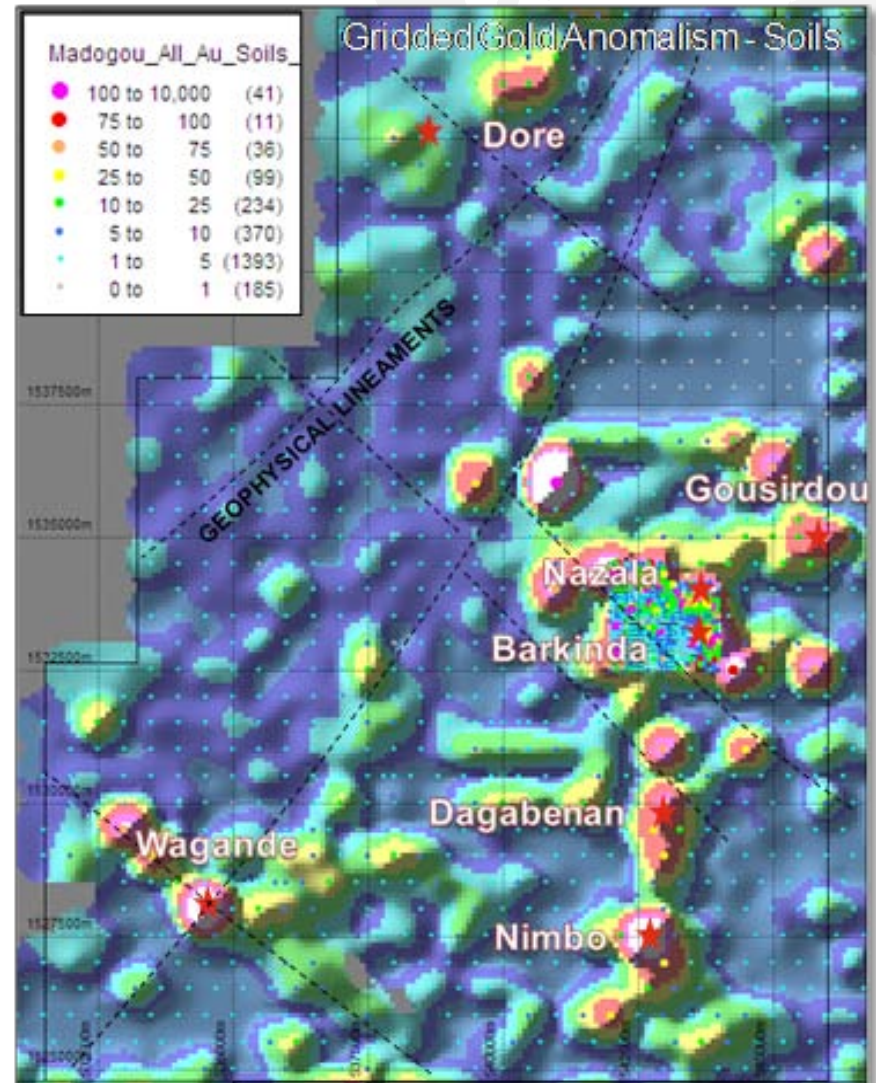 Gridded Gold Anomalism - Soils
Madogou_All_Au_Soils_
100 to 10,000 (41)
75 to 100 (11)
50 to 75 (36)
25 to 50 (99)
10 to 25 (234)
5 to 10 (370)
1 to 5 (1393)
0 to 1 (185)
Dore
GEOPHYSICAL LINEAMENTS
1537500m
Gousirdou
1535000m
Nazala
Barkinda
1532500m
1530000m
Dagabenan
Wagande
1527500m
Nimbo